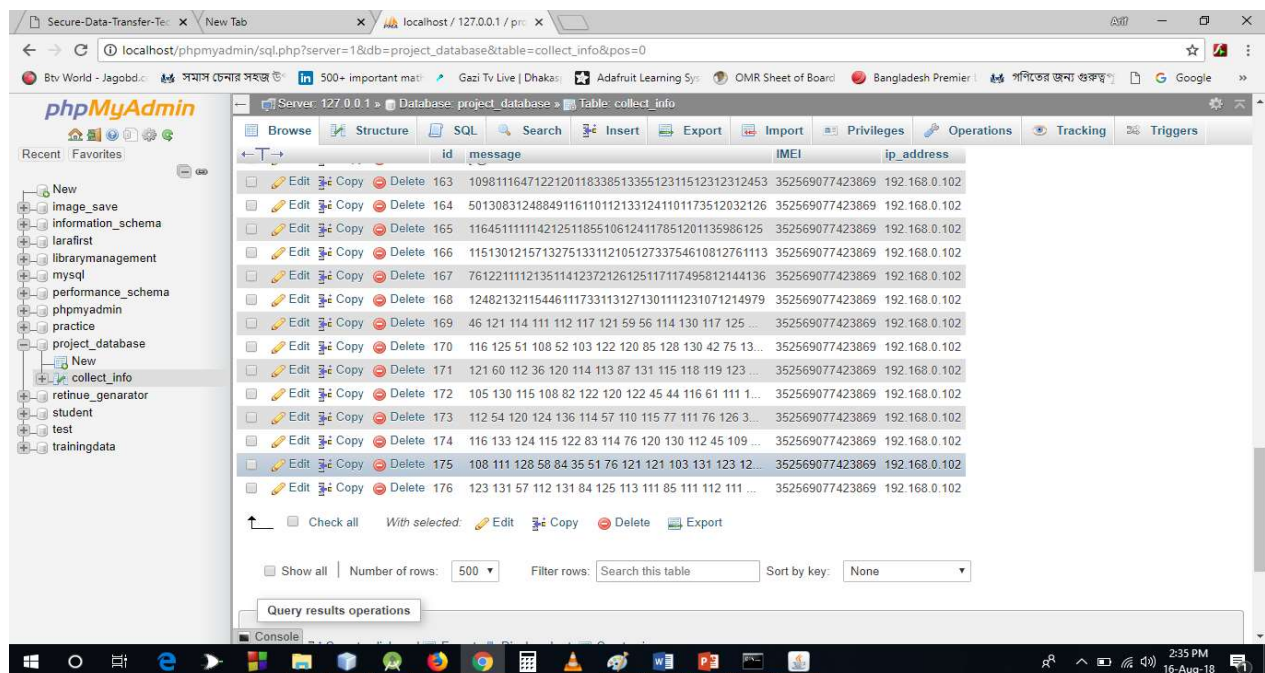 Secure-Data-Transfer-Tec
New Tab
localhost / 127.0.0.1 / pro
localhost/phpmyadmin/sql.php?server=1&db=project_database&table=collect_info&pos=0
Btv World - Jagobd.c
সমাস চেনার সহজ উ
500+ important math
Gazi Tv Live | Dhakas
Adafruit Learning Sys
OMR Sheet of Board
Bangladesh Premier L
গণিতের জন্য গুরুত্বপূ
Google
phpMyAdmin
Recent Favorites
New
image_save
information_schema
larafirst
librarymanagement
mysql
performance_schema
phpmyadmin
practice
project_database
New
collect_info
retinue_genarator
student
test
trainingdata
Server: 127.0.0.1 » Database: project_database » Table: collect_info
Browse Structure SQL Search Insert Export Import Privileges Operations Tracking Triggers
id message IMEI ip_address
Edit Copy Delete 163 1098111647122120118338513355123115123123124​53 352569077423869 192.168.0.102
Edit Copy Delete 164 5013083124884911611011213312411011735120321​26 352569077423869 192.168.0.102
Edit Copy Delete 165 116451111114212511855106124117851201135986125 352569077423869 192.168.0.102
Edit Copy Delete 166 115130121571327513311210512733754610812761113 352569077423869 192.168.0.102
Edit Copy Delete 167 76122111121351141237212612511711749581214​4136 352569077423869 192.168.0.102
Edit Copy Delete 168 124821321154461117331131271301111231071214979 352569077423869 192.168.0.102
Edit Copy Delete 169 46 121 114 111 112 117 121 59 56 114 130 117 125 ... 352569077423869 192.168.0.102
Edit Copy Delete 170 116 125 51 108 52 103 122 120 85 128 130 42 75 13... 352569077423869 192.168.0.102
Edit Copy Delete 171 121 60 112 36 120 114 113 87 131 115 118 119 123 ... 352569077423869 192.168.0.102
Edit Copy Delete 172 105 130 115 108 82 122 120 122 45 44 116 61 111 1... 352569077423869 192.168.0.102
Edit Copy Delete 173 112 54 120 124 136 114 57 110 115 77 111 76 126 3... 352569077423869 192.168.0.102
Edit Copy Delete 174 116 133 124 115 122 83 114 76 120 130 112 45 109 ... 352569077423869 192.168.0.102
Edit Copy Delete 175 108 111 128 58 84 35 51 76 121 121 103 131 123 12... 352569077423869 192.168.0.102
Edit Copy Delete 176 123 131 57 112 131 84 125 113 111 85 111 112 111 ... 352569077423869 192.168.0.102
Check all With selected: Edit Copy Delete Export
Show all Number of rows: 500 Filter rows: Search this table Sort by key: None
Query results operations
Console
2:35 PM
16-Aug-18